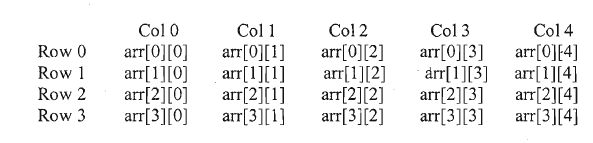 Col 0 Col 1 Col 2 Col 3 Col 4
Row 0 arr[0][0] arr[0][1] arr[0][2] arr[0][3] arr[0][4]
Row 1 arr[1][0] arr[1][1] arr[1][2] arr[1][3] arr[1][4]
Row 2 arr[2][0] arr[2][1] arr[2][2] arr[2][3] arr[2][4]
Row 3 arr[3][0] arr[3][1] arr[3][2] arr[3][3] arr[3][4]